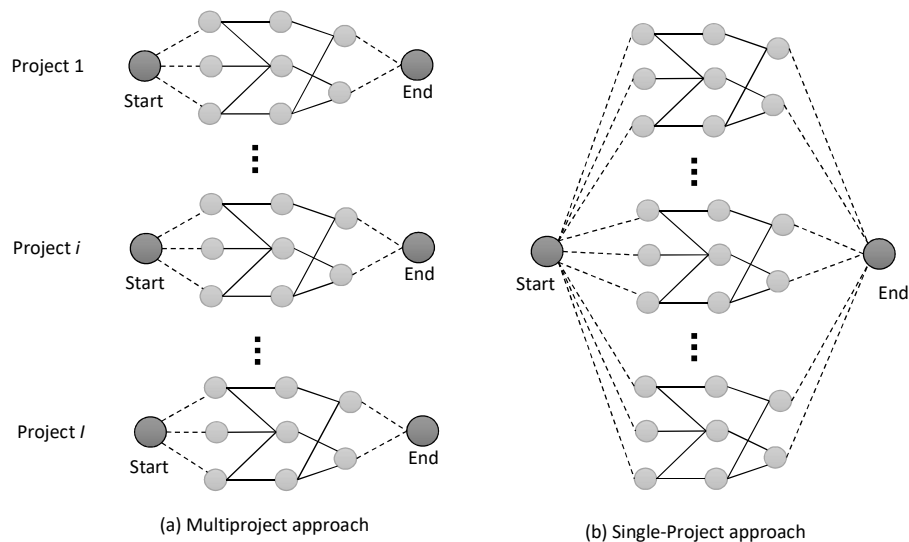 Project 1
Start
End
Project i
Start
End
Start
End
Project I
Start
End
(a) Multiproject approach
(b) Single-Project approach